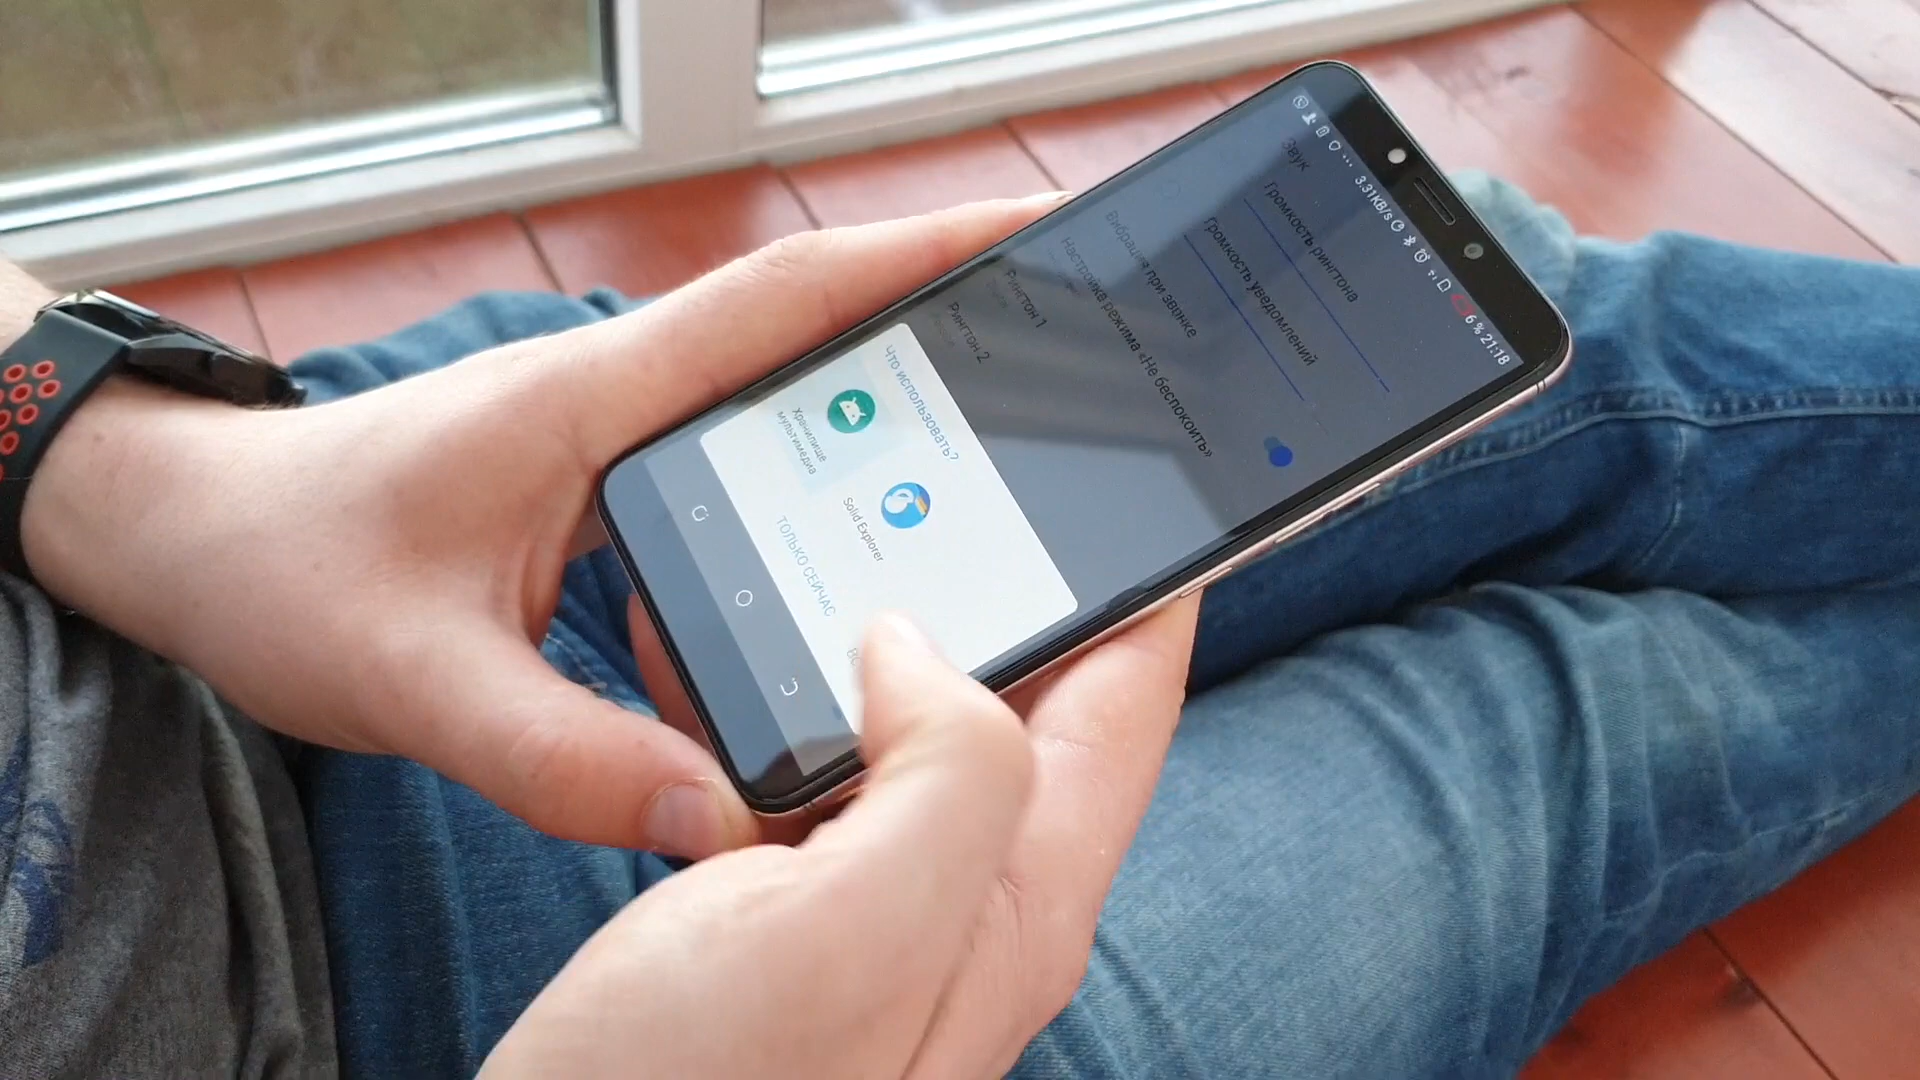 3.31KB/s 6 % 21:18
Звук
Громкость рингтона
Громкость уведомлений
Вибрация при звонке
Настройка режима «Не беспокоить»
Рингтон 1
Рингтон 2
Что использовать?
Хранилище
мультимедиа
Solid Explorer
ТОЛЬКО СЕЙЧАС